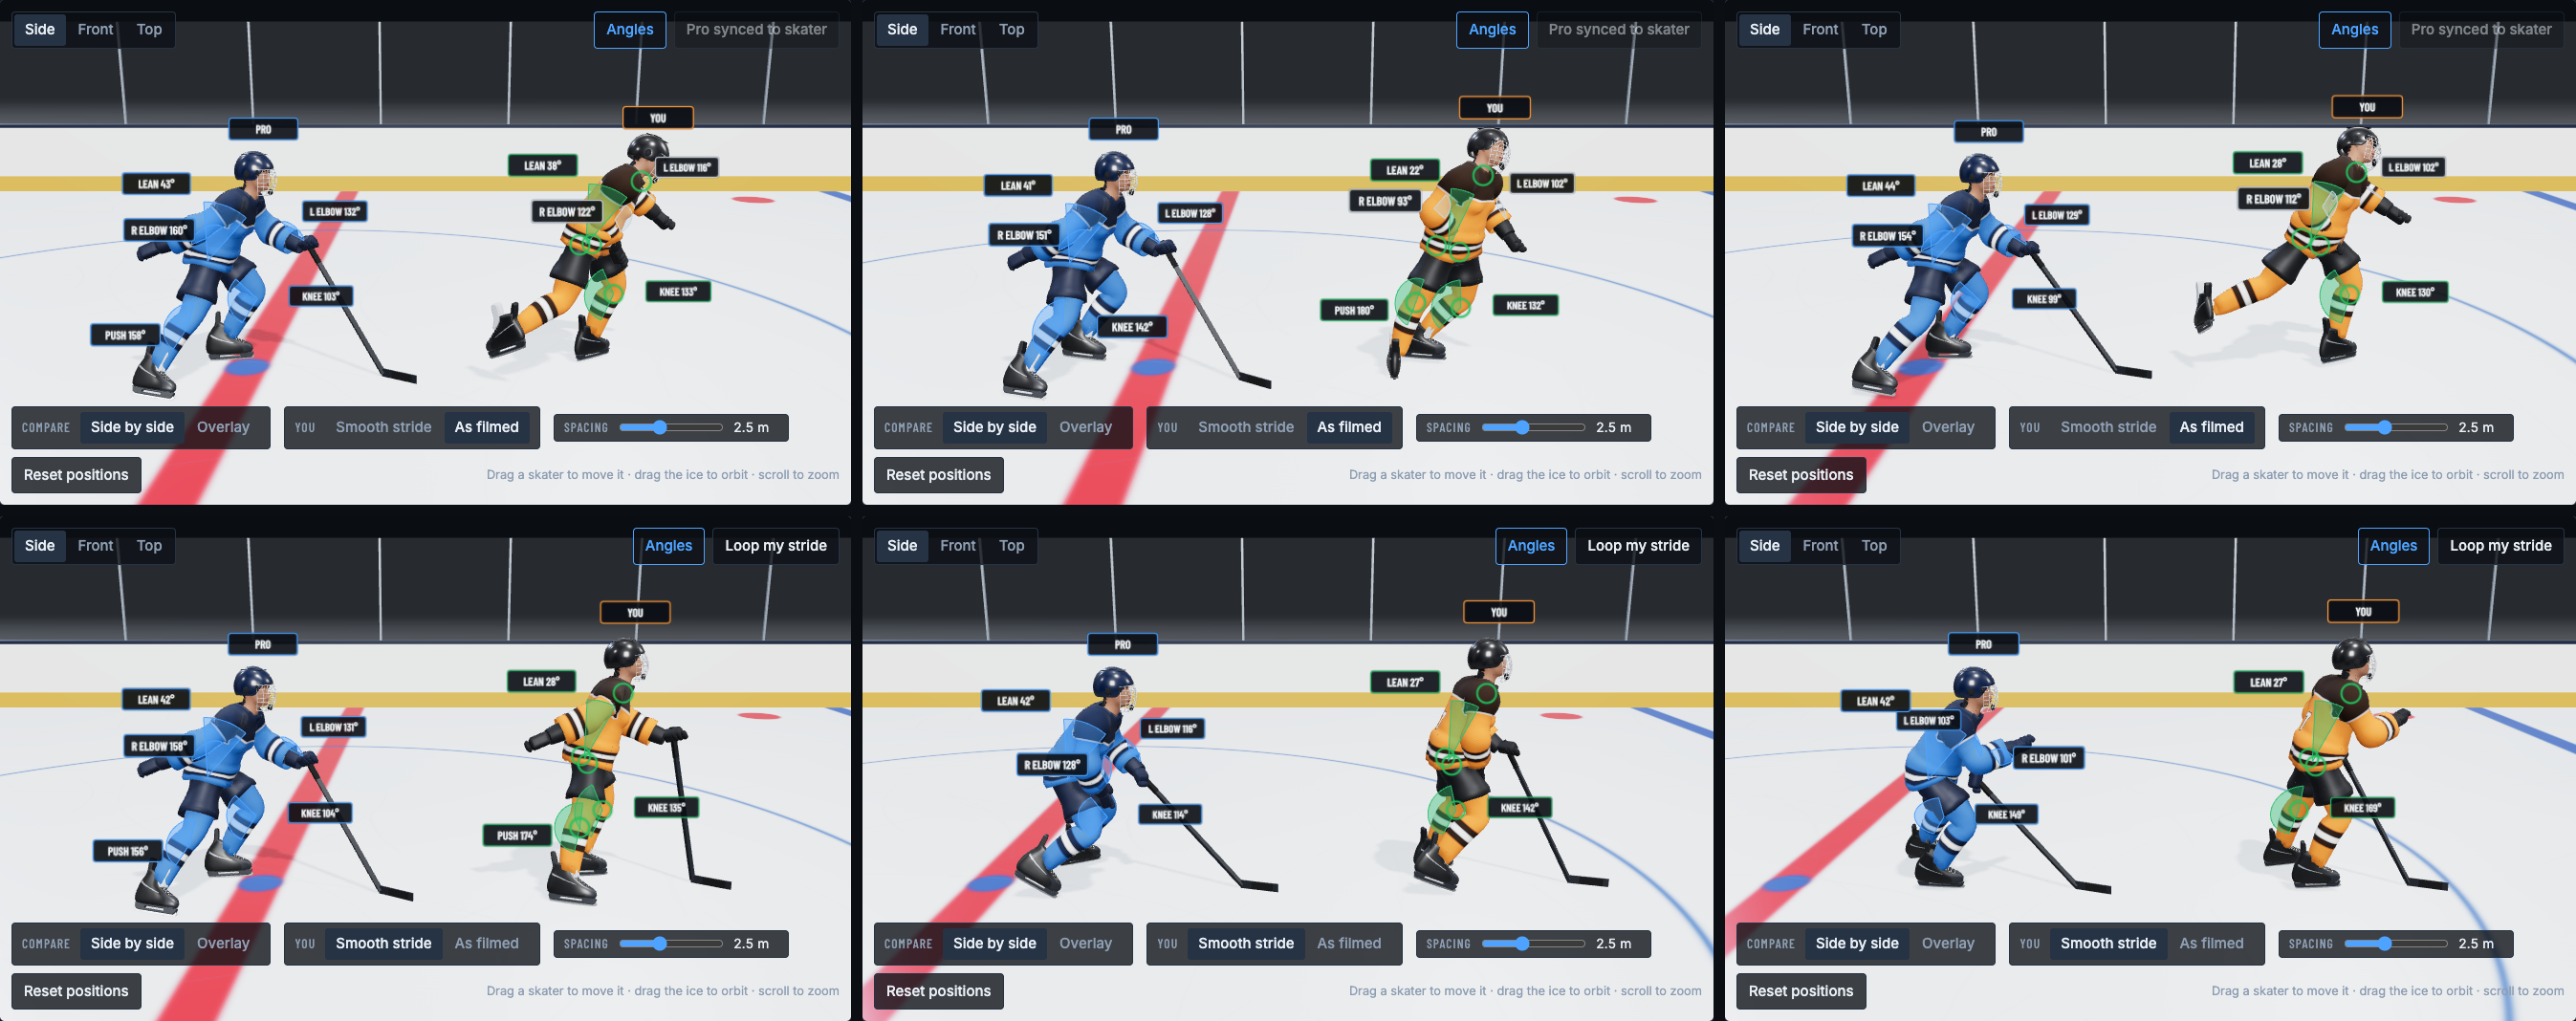 Side Front Top Angles Pro synced to skater
YOU
PRO
LEAN 38° L ELBOW 116°
LEAN 43°
L ELBOW 132° R ELBOW 122°
R ELBOW 160°
KNEE 103° KNEE 133°
PUSH 158°
COMPARE Side by side Overlay YOU Smooth stride As filmed SPACING 2.5 m
Reset positions Drag a skater to move it · drag the ice to orbit · scroll to zoom
Side Front Top Angles Pro synced to skater
YOU
PRO
LEAN 22°
LEAN 41° L ELBOW 102°
R ELBOW 93°
L ELBOW 128°
R ELBOW 151°
PUSH 180° KNEE 132°
KNEE 142°
COMPARE Side by side Overlay YOU Smooth stride As filmed SPACING 2.5 m
Reset positions Drag a skater to move it · drag the ice to orbit · scroll to zoom
Side Front Top Angles Pro synced to skater
YOU
PRO
LEAN 28° L ELBOW 102°
LEAN 44°
R ELBOW 112°
L ELBOW 129°
R ELBOW 154°
KNEE 99° KNEE 130°
COMPARE Side by side Overlay YOU Smooth stride As filmed SPACING 2.5 m
Reset positions Drag a skater to move it · drag the ice to orbit · scroll to zoom
Side Front Top Angles Loop my stride
YOU
PRO
LEAN 28°
LEAN 42°
L ELBOW 131°
R ELBOW 158°
KNEE 104° KNEE 135°
PUSH 174°
PUSH 156°
COMPARE Side by side Overlay YOU Smooth stride As filmed SPACING 2.5 m
Reset positions Drag a skater to move it · drag the ice to orbit · scroll to zoom
Side Front Top Angles Loop my stride
YOU
PRO
LEAN 27°
LEAN 42°
L ELBOW 116°
R ELBOW 128°
KNEE 114° KNEE 142°
COMPARE Side by side Overlay YOU Smooth stride As filmed SPACING 2.5 m
Reset positions Drag a skater to move it · drag the ice to orbit · scroll to zoom
Side Front Top Angles Loop my stride
YOU
PRO
LEAN 27°
LEAN 42°
L ELBOW 103°
R ELBOW 101°
KNEE 149° KNEE 169°
COMPARE Side by side Overlay YOU Smooth stride As filmed SPACING 2.5 m
Reset positions Drag a skater to move it · drag the ice to orbit · scroll to zoom